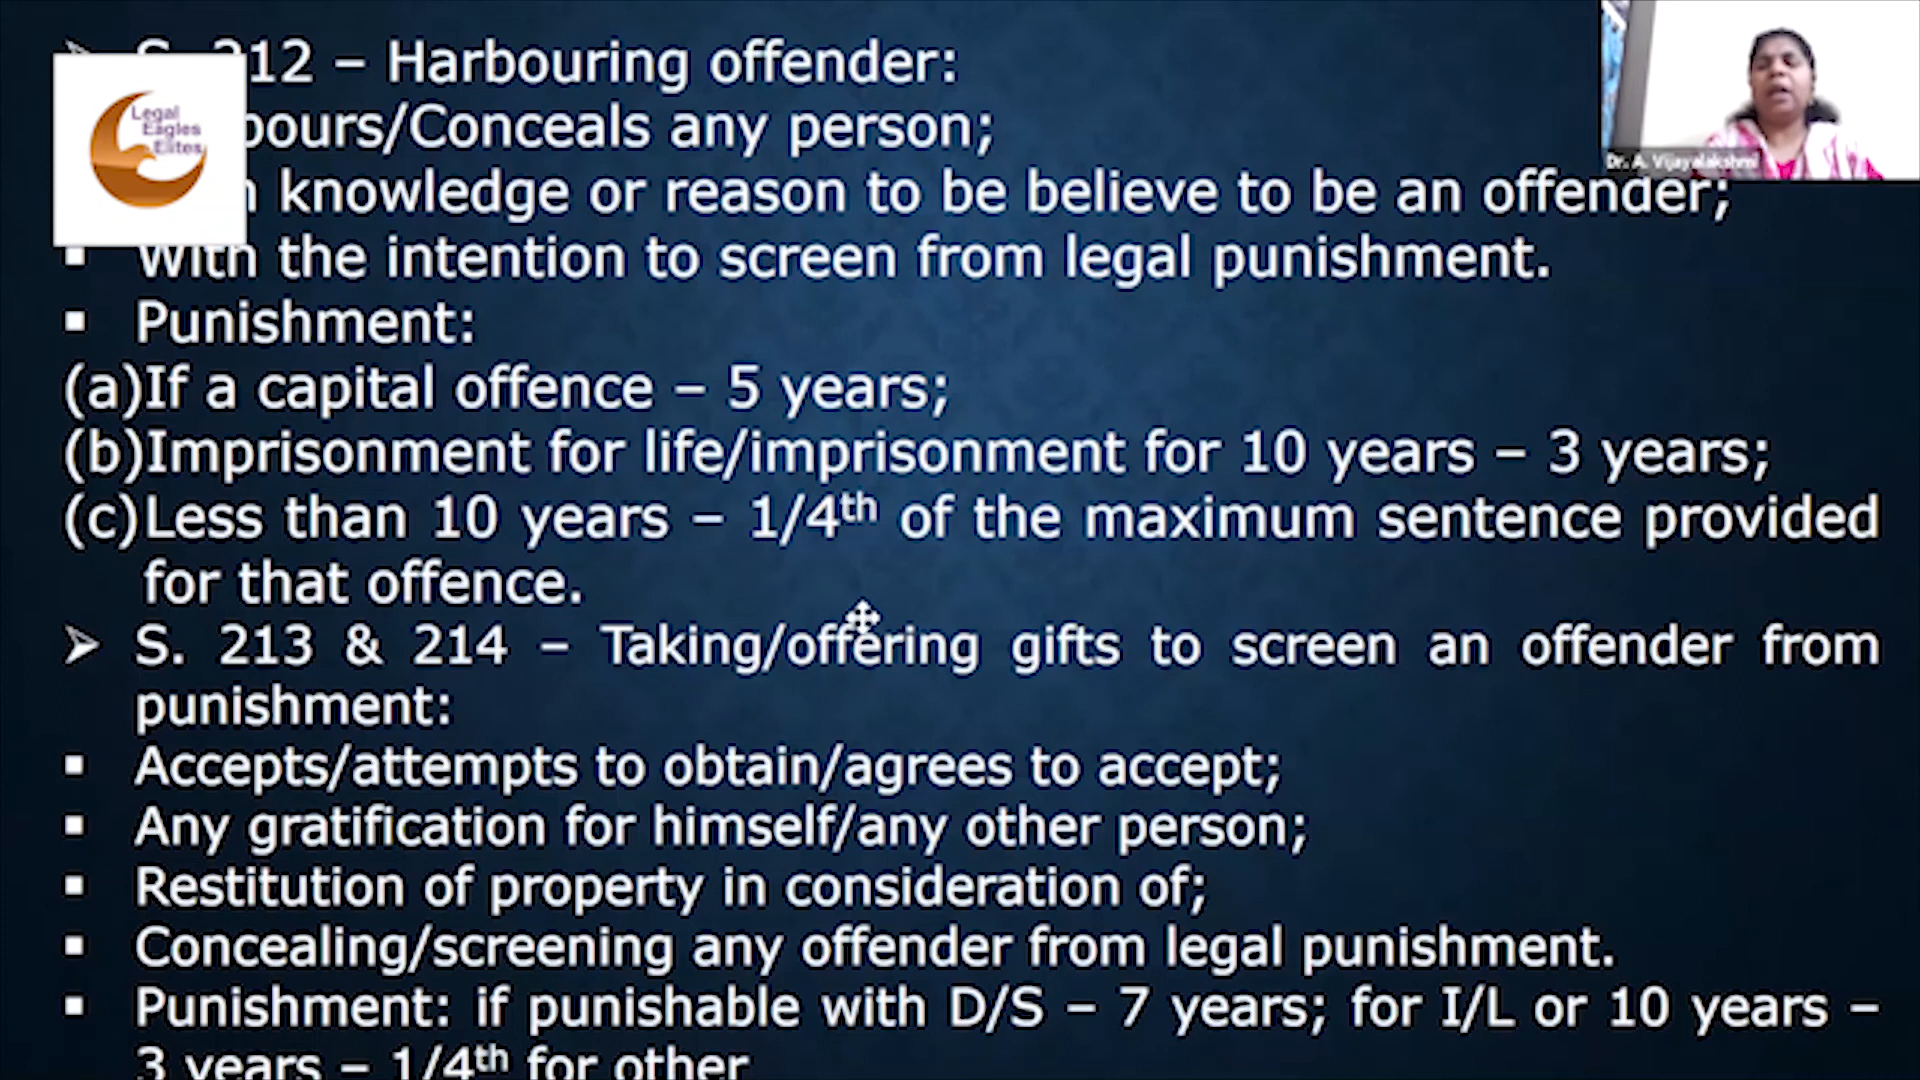 212 – Harbouring offender:
Legal
Eagles
Elites
bours/Conceals any person;
Dr. A. Vijayalakshmi
knowledge or reason to be believe to be an offender;
▪ With the intention to screen from legal punishment.
▪ Punishment:
(a)If a capital offence – 5 years;
(b)Imprisonment for life/imprisonment for 10 years – 3 years;
(c)Less than 10 years – 1/4th of the maximum sentence provided
for that offence.
➢ S. 213 & 214 – Taking/offering gifts to screen an offender from
punishment:
▪ Accepts/attempts to obtain/agrees to accept;
▪ Any gratification for himself/any other person;
▪ Restitution of property in consideration of;
▪ Concealing/screening any offender from legal punishment.
▪ Punishment: if punishable with D/S – 7 years; for I/L or 10 years –
3 years – 1/4th for other